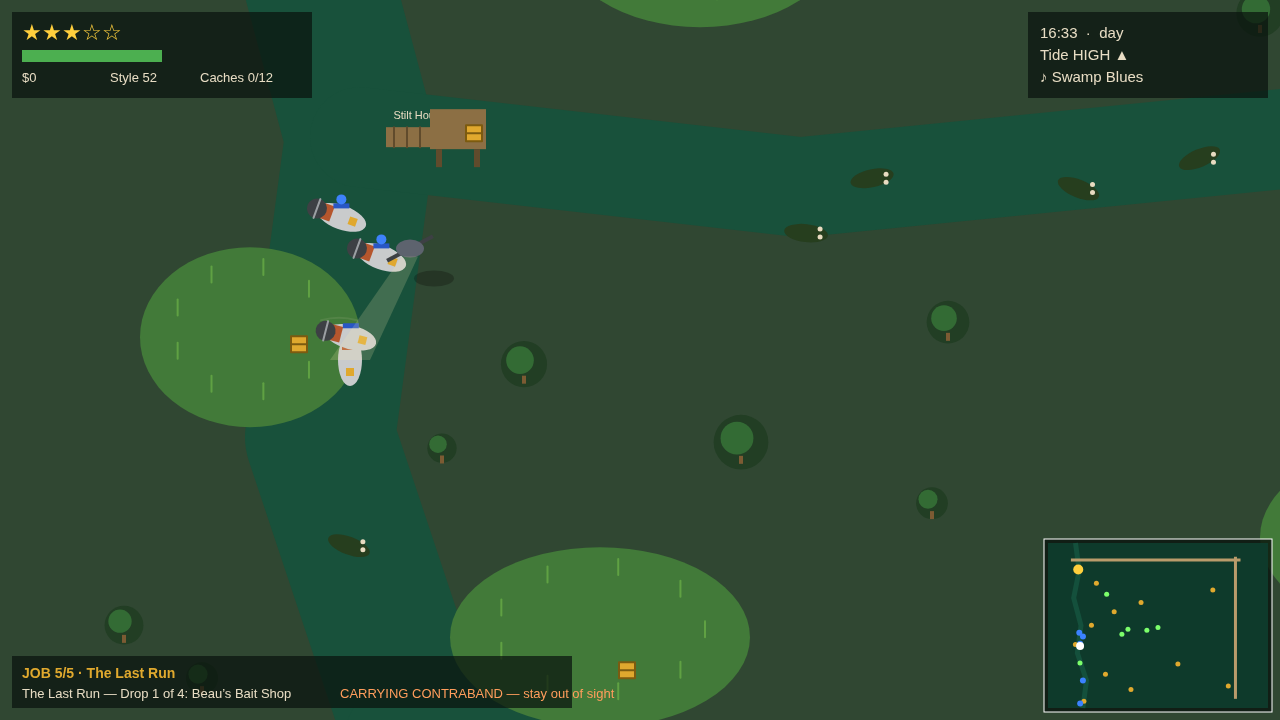 ★★★☆☆
$0 Style 52 Caches 0/12
16:33 · day
Tide HIGH ▲
♪ Swamp Blues
Stilt Hou
JOB 5/5 · The Last Run
The Last Run — Drop 1 of 4: Beau's Bait Shop CARRYING CONTRABAND — stay out of sight